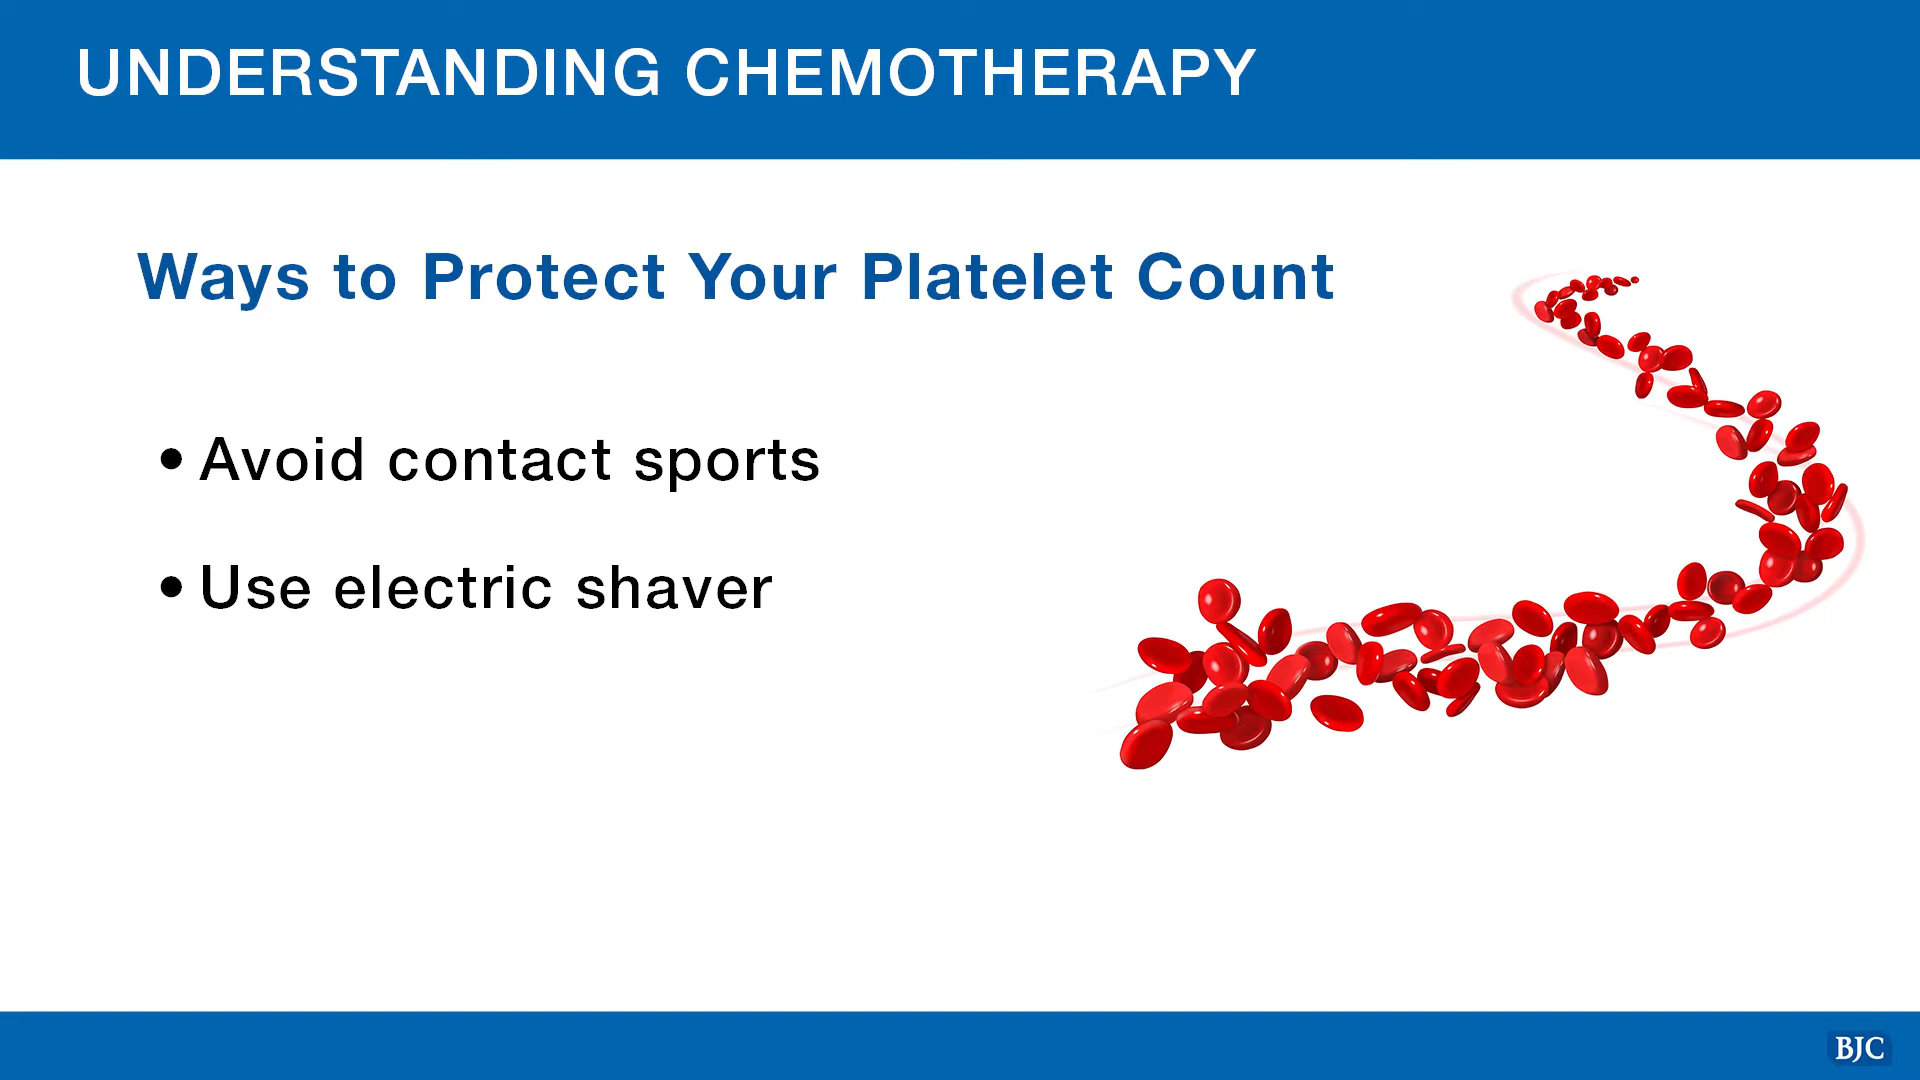 UNDERSTANDING CHEMOTHERAPY
Ways to Protect Your Platelet Count
• Avoid contact sports
• Use electric shaver
BJC